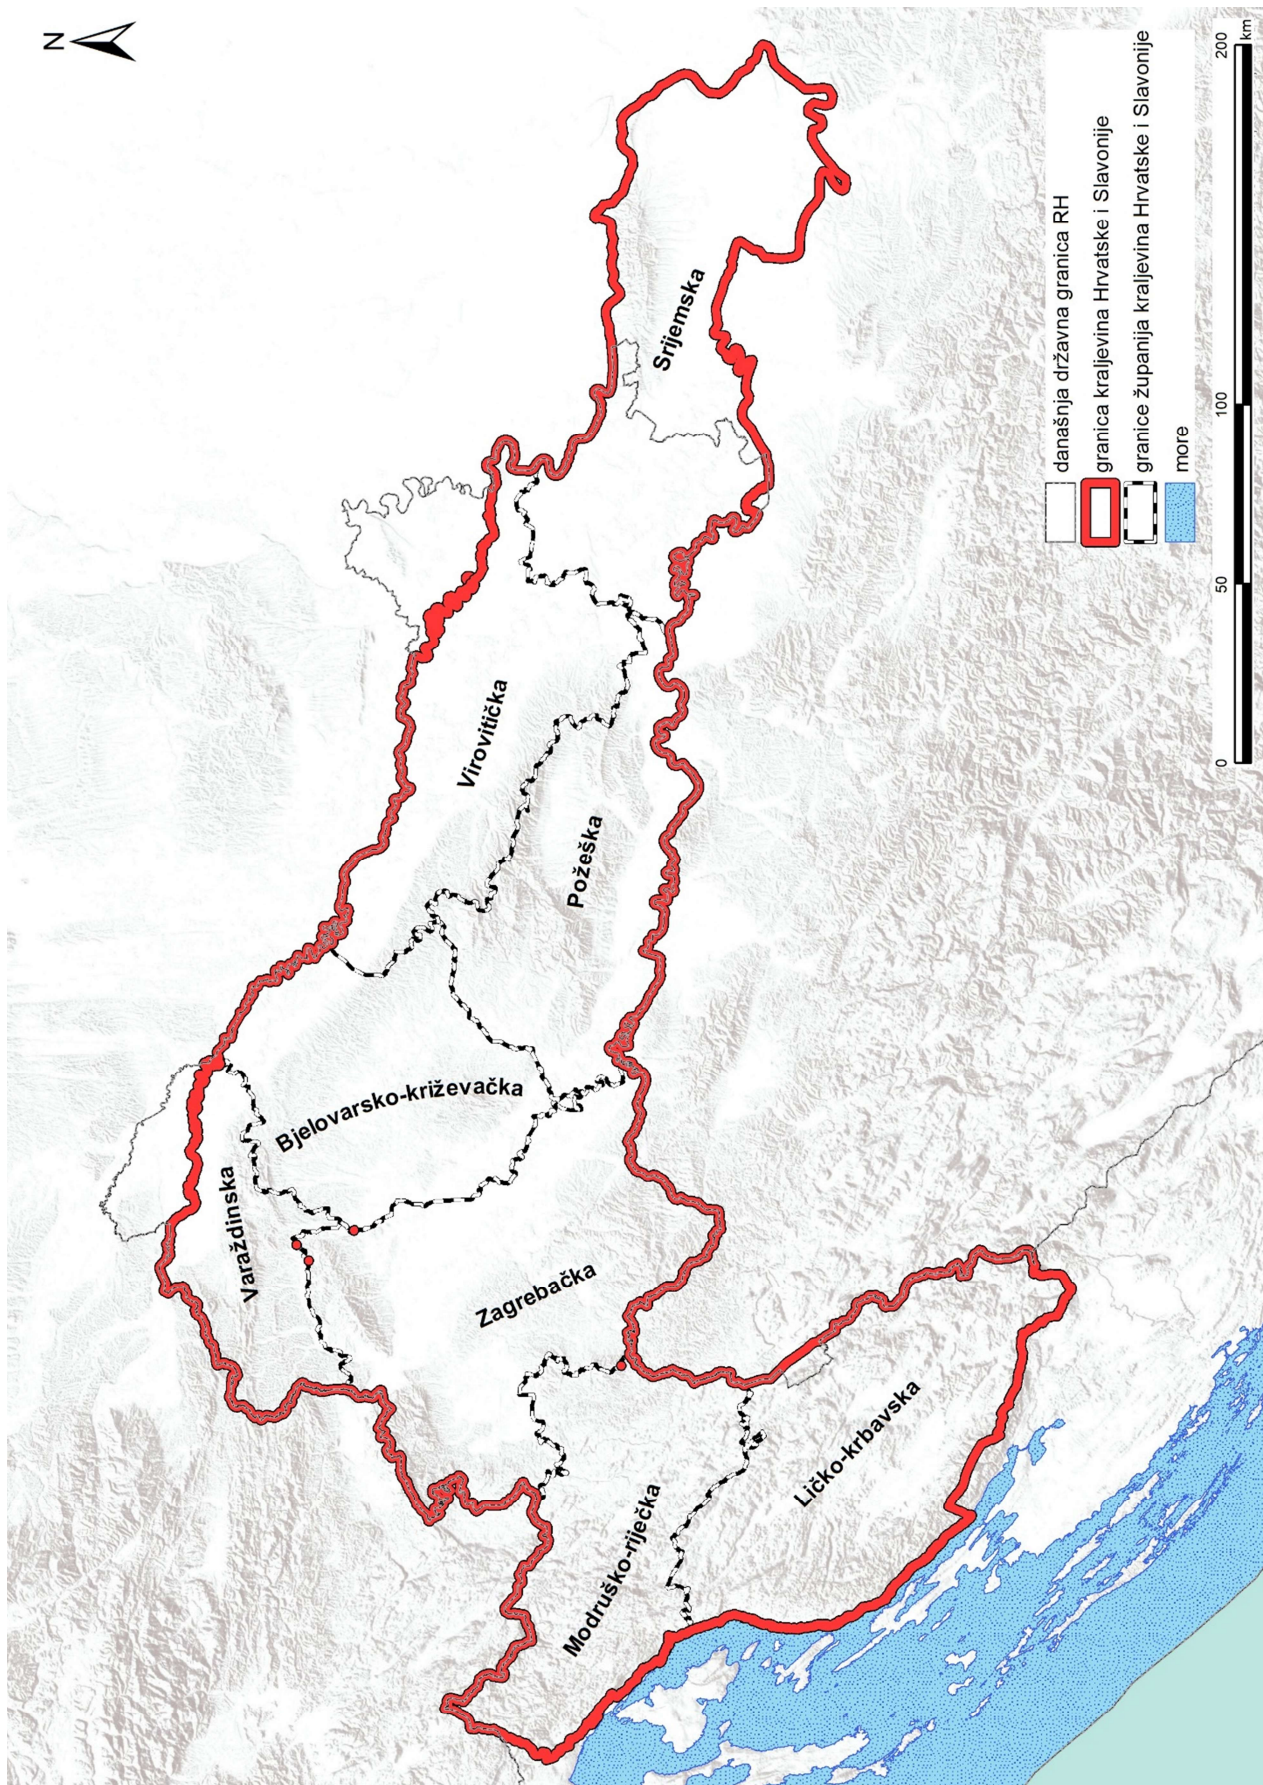 N
Varaždinska
Bjelovarsko-križevačka
Virovitička
Zagrebačka
Požeška
Srijemska
Modruško-riječka
Ličko-krbavska
današnja državna granica RH
granica kraljevina Hrvatske i Slavonije
granice županija kraljevina Hrvatske i Slavonije
more
0 50 100 200
km